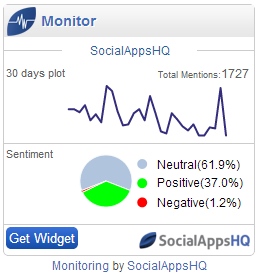 Monitor
SocialAppsHQ
30 days plot
Total Mentions:1727
Sentiment
Neutral(61.9%)
Positive(37.0%)
Negative(1.2%)
Get Widget
SocialAppsHQ
Monitoring by SocialAppsHQ